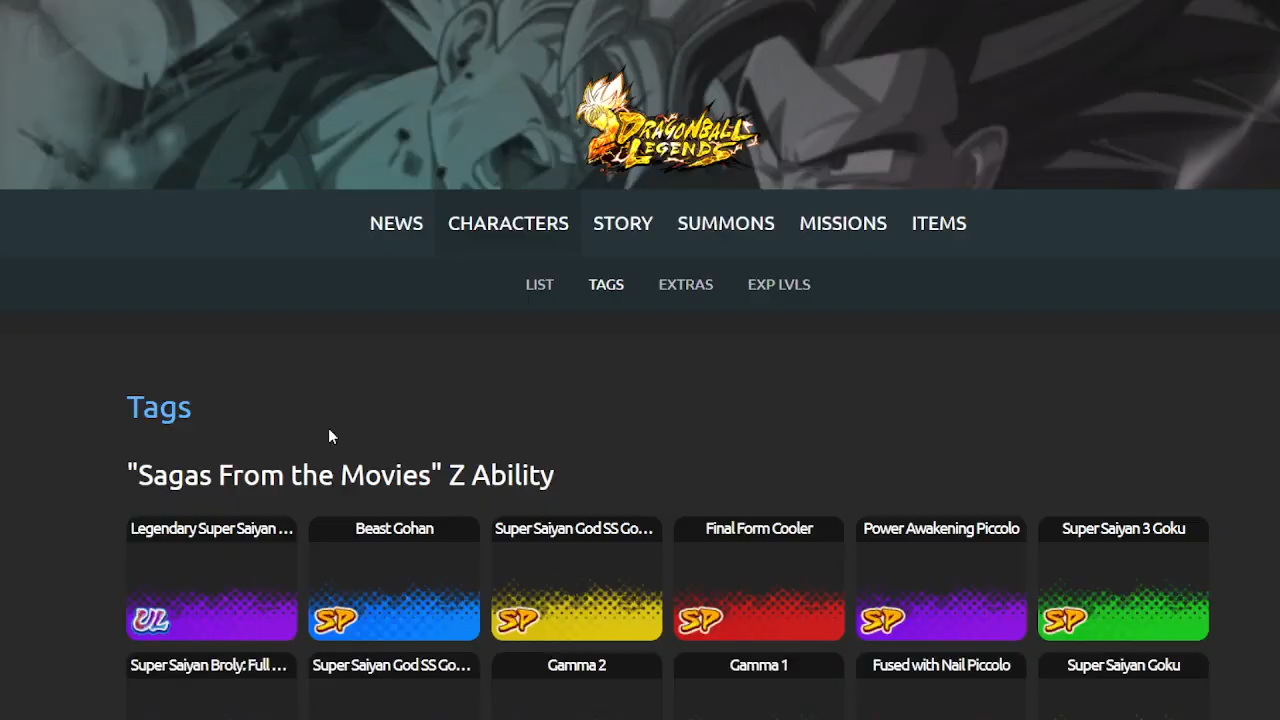 DRAGONBALL
LEGENDS
NEWS CHARACTERS STORY SUMMONS MISSIONS ITEMS
LIST TAGS EXTRAS EXP LVLS
Tags
"Sagas From the Movies" Z Ability
Legendary Super Saiyan ... Beast Gohan Super Saiyan God SS Go... Final Form Cooler Power Awakening Piccolo Super Saiyan 3 Goku
UL SP SP SP SP SP
Super Saiyan Broly: Full ... Super Saiyan God SS Go... Gamma 2 Gamma 1 Fused with Nail Piccolo Super Saiyan Goku